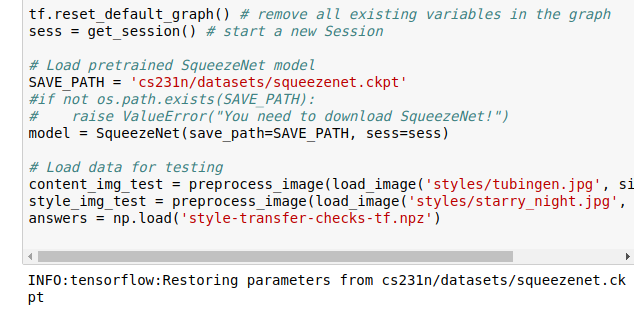 tf.reset_default_graph() # remove all existing variables in the graph
sess = get_session() # start a new Session
# Load pretrained SqueezeNet model
SAVE_PATH = 'cs231n/datasets/squeezenet.ckpt'
#if not os.path.exists(SAVE_PATH):
#    raise ValueError("You need to download SqueezeNet!")
model = SqueezeNet(save_path=SAVE_PATH, sess=sess)
# Load data for testing
content_img_test = preprocess_image(load_image('styles/tubingen.jpg', si
style_img_test = preprocess_image(load_image('styles/starry_night.jpg',
answers = np.load('style-transfer-checks-tf.npz')
INFO:tensorflow:Restoring parameters from cs231n/datasets/squeezenet.ck
pt